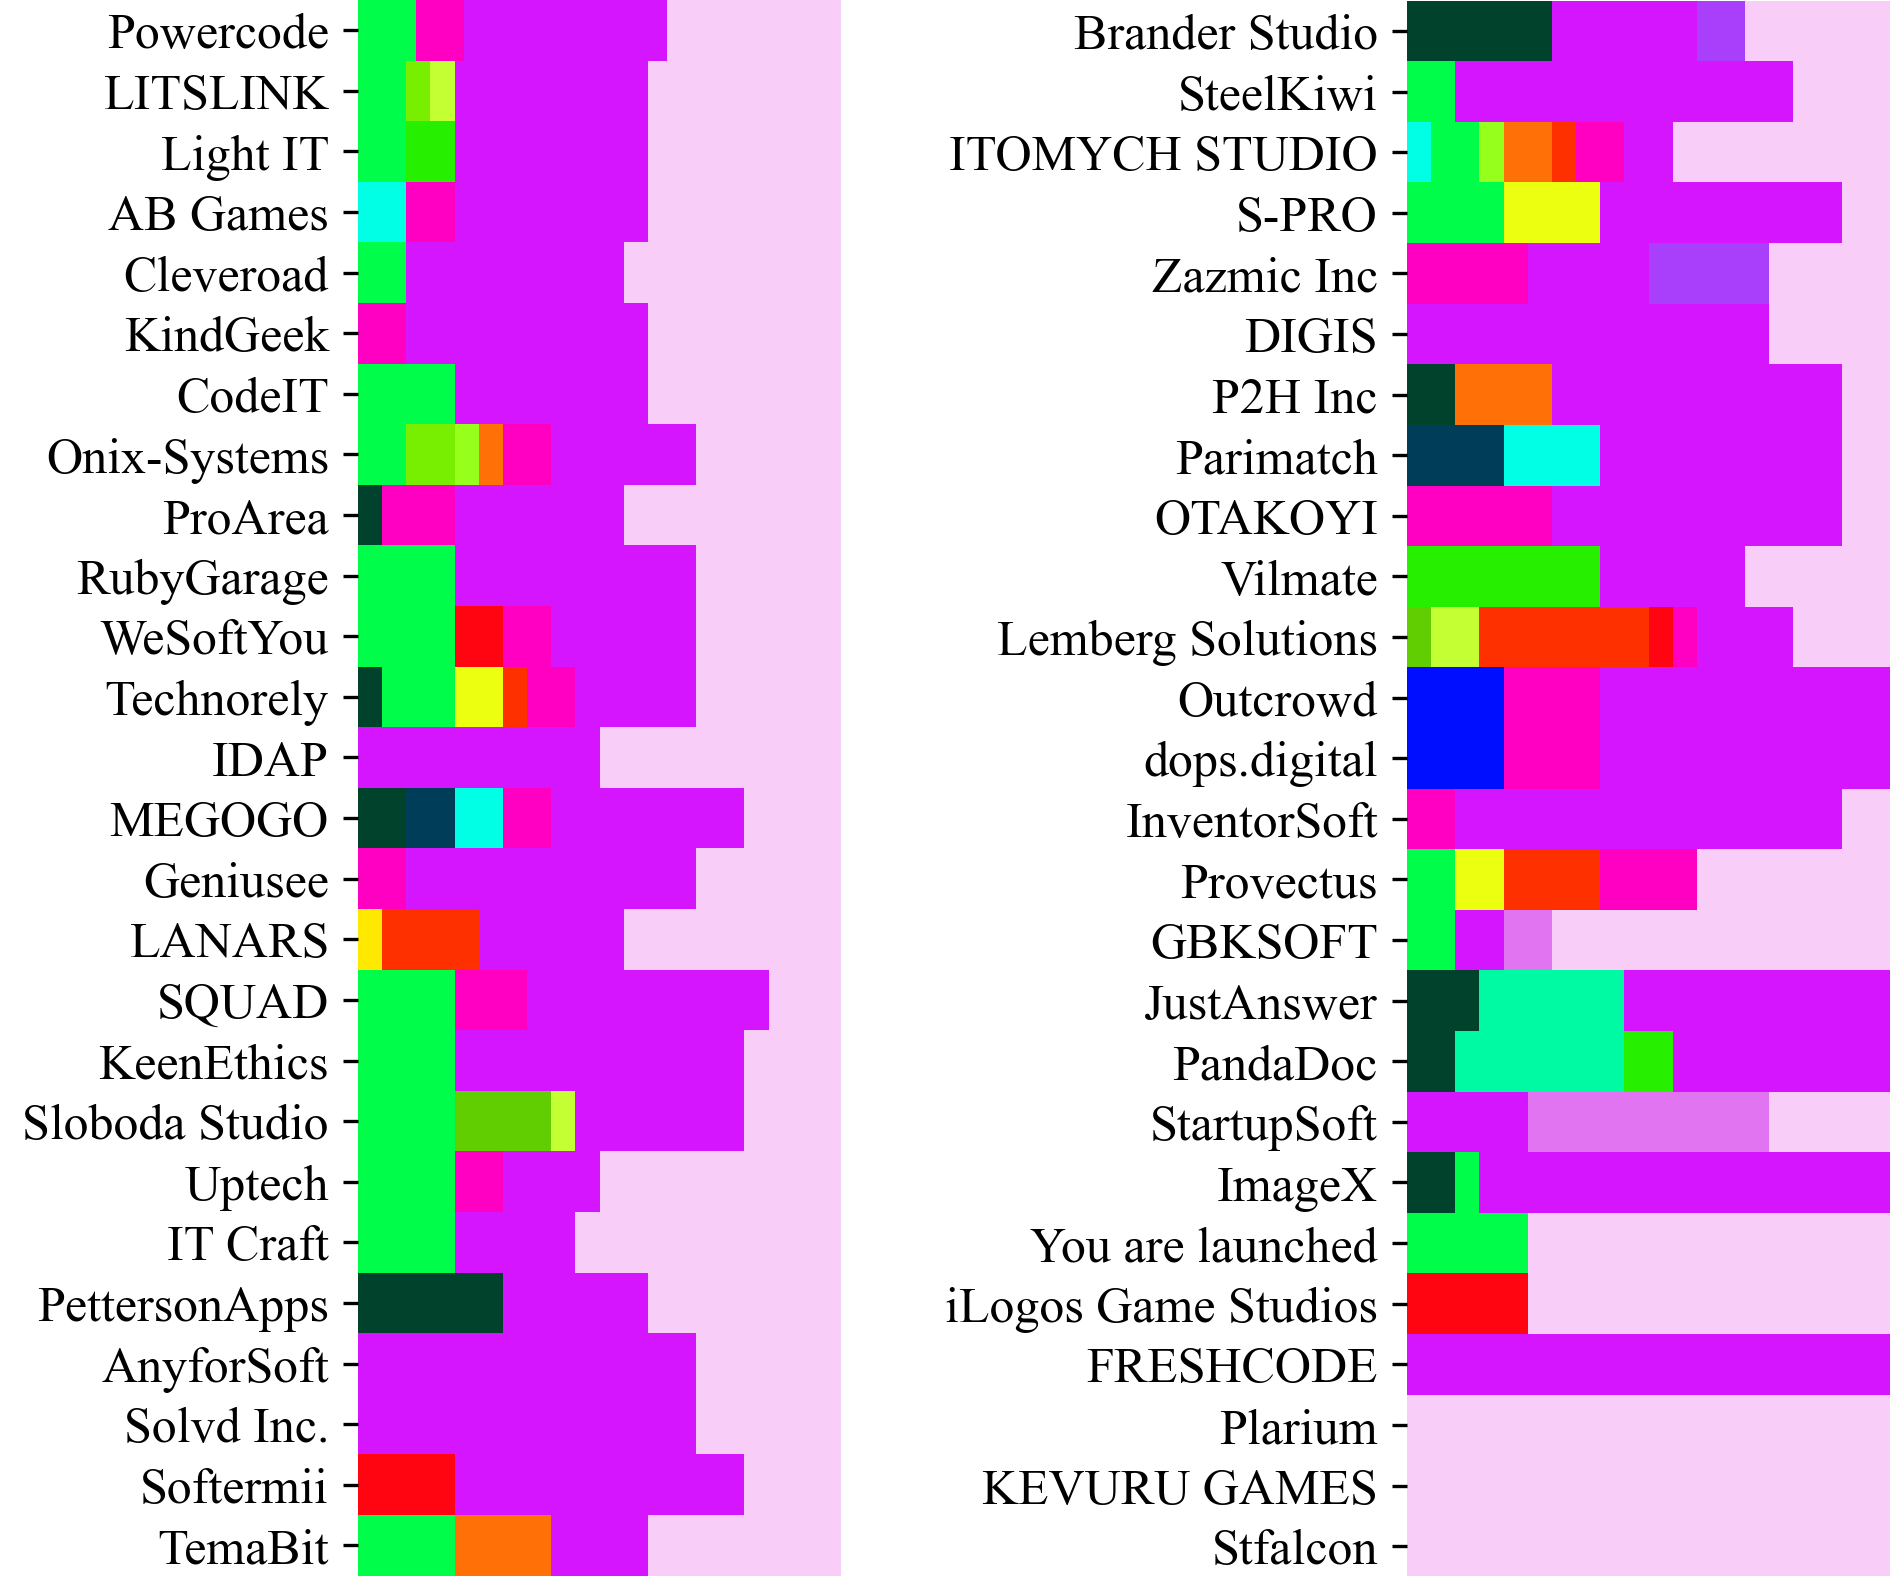 Powercode
LITSLINK
Light IT
AB Games
Cleveroad
KindGeek
CodeIT
Onix-Systems
ProArea
RubyGarage
WeSoftYou
Technorely
IDAP
MEGOGO
Geniusee
LANARS
SQUAD
KeenEthics
Sloboda Studio
Uptech
IT Craft
PettersonApps
AnyforSoft
Solvd Inc.
Softermii
TemaBit
Brander Studio
SteelKiwi
ITOMYCH STUDIO
S-PRO
Zazmic Inc
DIGIS
P2H Inc
Parimatch
OTAKOYI
Vilmate
Lemberg Solutions
Outcrowd
dops.digital
InventorSoft
Provectus
GBKSOFT
JustAnswer
PandaDoc
StartupSoft
ImageX
You are launched
iLogos Game Studios
FRESHCODE
Plarium
KEVURU GAMES
Stfalcon